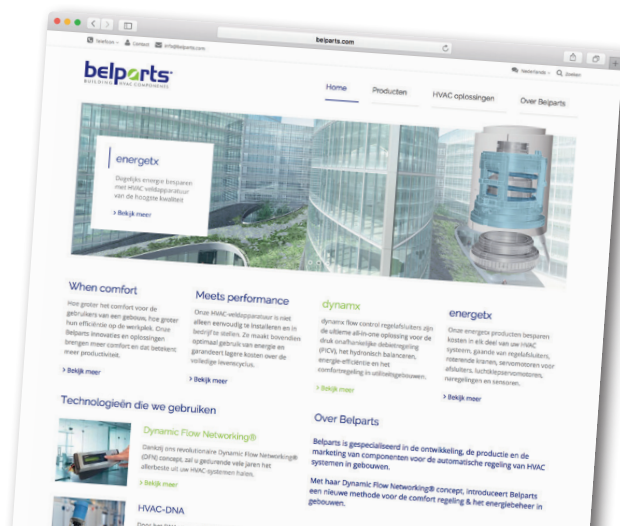 belparts.com
Telefoon
Contact
info@belparts.com
Nederlands
Zoeken
belparts
BUILDING HVAC COMPONENTS
Home
Producten
HVAC oplossingen
Over Belparts
energetx
Dagelijks energie besparen
met HVAC-veldapparatuur
van de hoogste kwaliteit
> Bekijk meer
When comfort
Hoe groter het comfort voor de
gebruikers van een gebouw, hoe groter
hun efficiëntie op de werkplek. Onze
Belparts innovaties en oplossingen
brengen meer comfort en dat betekent
meer productiviteit.
> Bekijk meer
Meets performance
Onze HVAC-veldapparatuur is niet
alleen eenvoudig te installeren en in
bedrijf te stellen. Ze maakt bovendien
optimaal gebruik van energie en
garandeert lagere kosten over de
volledige levenscyclus.
> Bekijk meer
dynamx
dynamx flow control regelafsluiters zijn
de ultieme all-in-one oplossing voor de
druk onafhankelijke debietregeling
(PICV), het hydronisch balanceren,
energie-efficiëntie en het
comfortregeling in utiliteitsgebouwen.
> Bekijk meer
energetx
Onze energetx producten besparen
kosten in elk deel van uw HVAC
systeem, gaande van regelafsluiters,
roterende kranen, servomotoren voor
afsluiters, luchtklepservomotoren,
naregelingen en sensoren.
> Bekijk meer
Technologieën die we gebruiken
Dynamic Flow Networking®
Dankzij ons revolutionaire Dynamic Flow Networking®
(DFN) concept, zal u gedurende vele jaren het
allerbeste uit uw HVAC-systemen halen.
> Bekijk meer
HVAC-DNA
Over Belparts
Belparts is gespecialiseerd in de ontwikkeling, de productie en de
marketing van componenten voor de automatische regeling van HVAC
systemen in gebouwen.
Met haar Dynamic Flow Networking® concept, introduceert Belparts
een nieuwe methode voor de comfort regeling & het energiebeheer in
gebouwen.